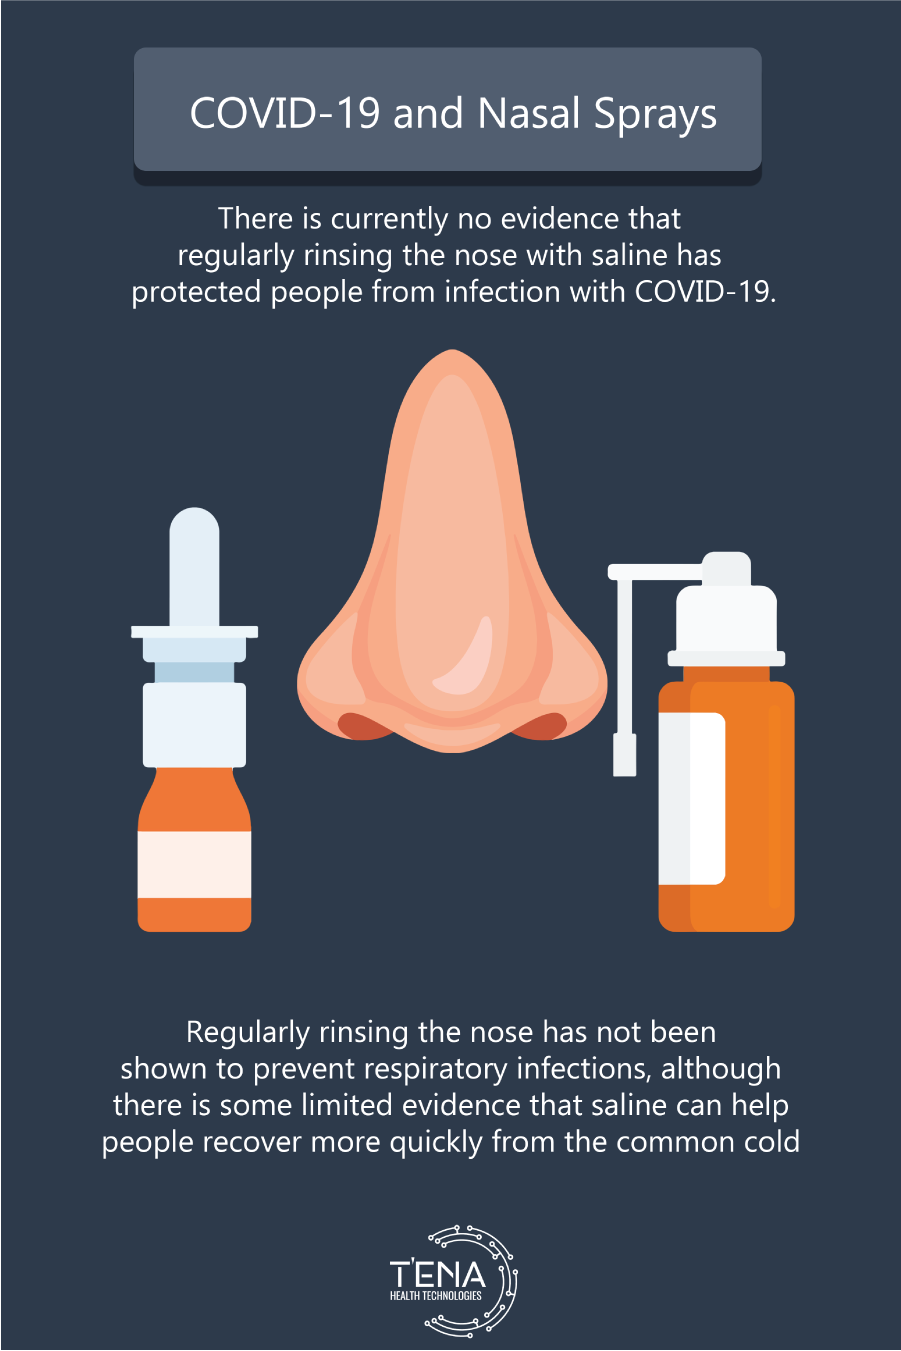 COVID-19 and Nasal Sprays
There is currently no evidence that
regularly rinsing the nose with saline has
protected people from infection with COVID-19.
Regularly rinsing the nose has not been
shown to prevent respiratory infections, although
there is some limited evidence that saline can help
people recover more quickly from the common cold
T'ENA
HEALTH TECHNOLOGIES